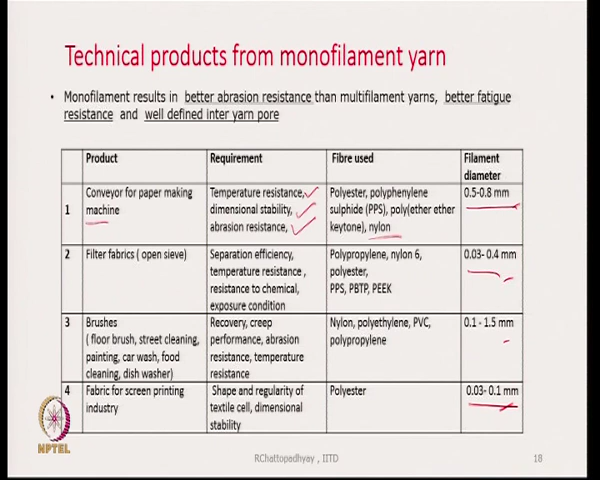 Technical products from monofilament yarn
• Monofilament results in better abrasion resistance than multifilament yarns, better fatigue
resistance and well defined inter yarn pore
Product Requirement Fibre used Filament
diameter
1
Conveyor for paper making
machine
Temperature resistance,
dimensional stability,
abrasion resistance,
Polyester, polyphenylene
sulphide (PPS), poly(ether ether
keytone), nylon
0.5-0.8 mm
2
Filter fabrics ( open sieve)
Separation efficiency,
temperature resistance ,
resistance to chemical,
exposure condition
Polypropylene, nylon 6,
polyester,
PPS, PBTP, PEEK
0.03- 0.4 mm
3
Brushes
( floor brush, street cleaning,
painting, car wash, food
cleaning, dish washer)
Recovery, creep
performance, abrasion
resistance, temperature
resistance
Nylon, polyethylene, PVC,
polypropylene
0.1 - 1.5 mm
4
Fabric for screen printing
industry
Shape and regularity of
textile cell, dimensional
stability
Polyester
0.03- 0.1 mm
NPTEL
RChattopadhyay , IITD
18